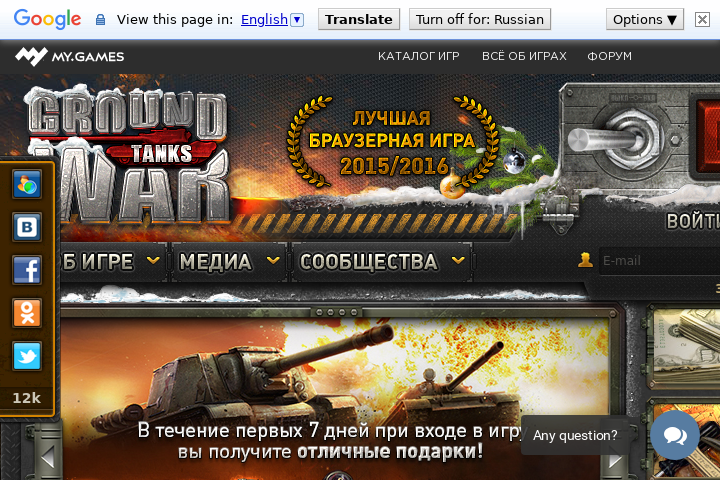 Google View this page in: English Translate Turn off for: Russian Options ▼
MY.GAMES КАТАЛОГ ИГР ВСЁ ОБ ИГРАХ ФОРУМ
GROUND
TANKS
WAR
ЛУЧШАЯ
БРАУЗЕРНАЯ ИГРА
2015/2016
ВОЙТИ
ОБ ИГРЕ МЕДИА СООБЩЕСТВА
E-mail
12k
В течение первых 7 дней при входе в игру
вы получите отличные подарки!
Any question?